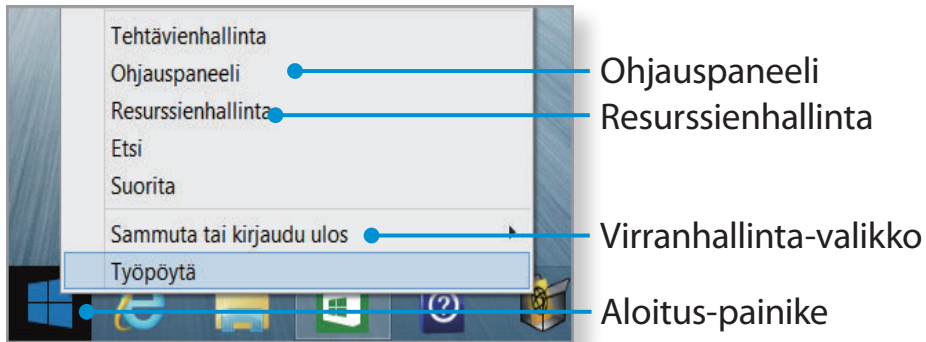 Tehtävienhallinta
Ohjauspaneeli
Resurssienhallinta
Etsi
Suorita
Sammuta tai kirjaudu ulos
Työpöytä
Ohjauspaneeli
Resurssienhallinta
Virranhallinta-valikko
Aloitus-painike